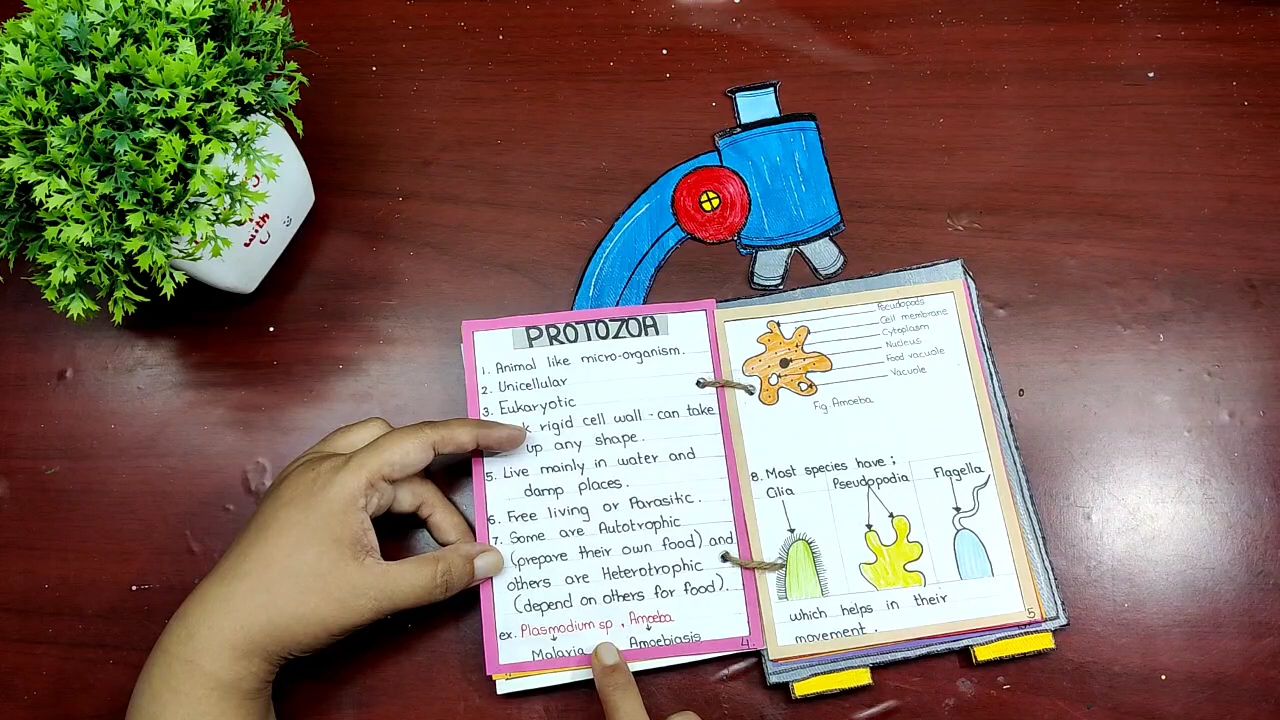 with
PROTOZOA
1. Animal like micro-organism.
2. Unicellular
3. Eukaryotic
k rigid cell wall - can take
up any shape.
5. Live mainly in water and
damp places.
6. Free living or Parasitic.
7. Some are Autotrophic
(prepare their own food) and
others are Heterotrophic
(depend on others for food).
ex. Plasmodium sp, Amoeba
Malaria Amoebiasis
4.
Pseudopods
Cell membrane
Cytoplasm
Nucleus
Food vacuole
Vacuole
Fig. Amoeba
8. Most species have ;
Cilia
Pseudopodia
Flagella
which helps in their
movement.
5